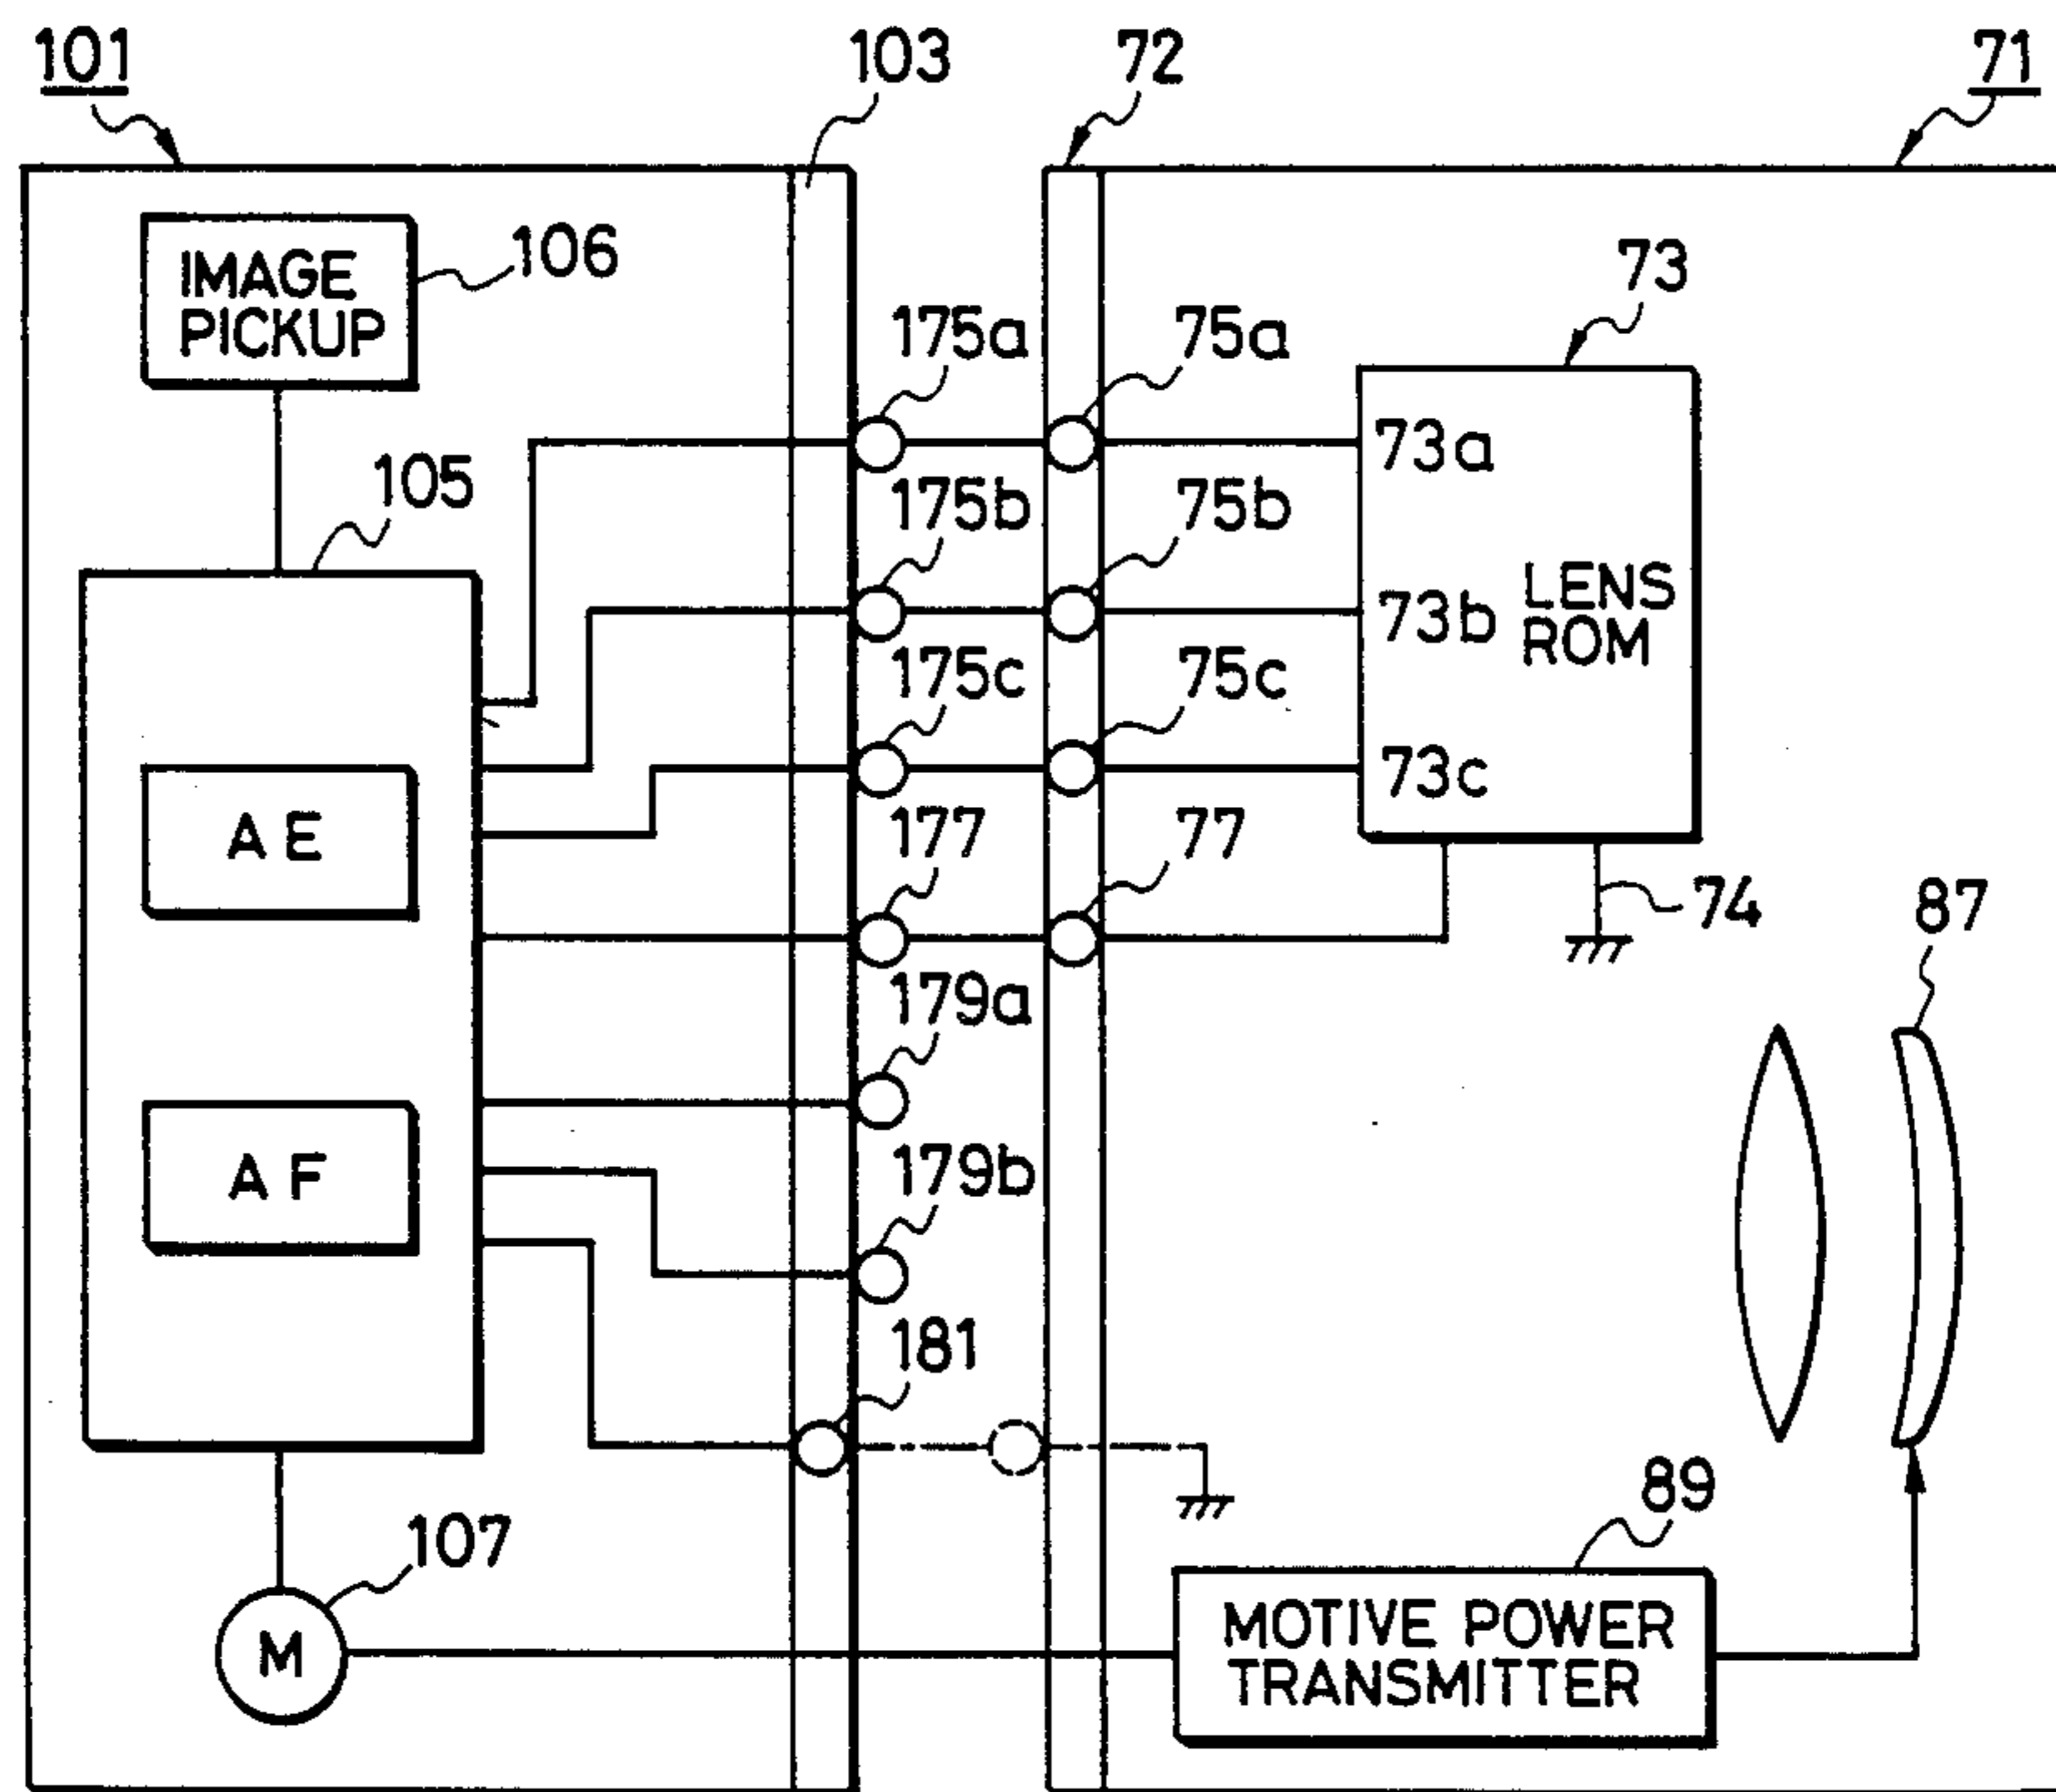 101
103
72
71
IMAGE
PICKUP
106
73
175a
75a
73a
105
175b
75b
73b
LENS
ROM
175c
75c
73c
AE
177
77
74
87
179a
AF
179b
181
89
107
M
MOTIVE POWER
TRANSMITTER